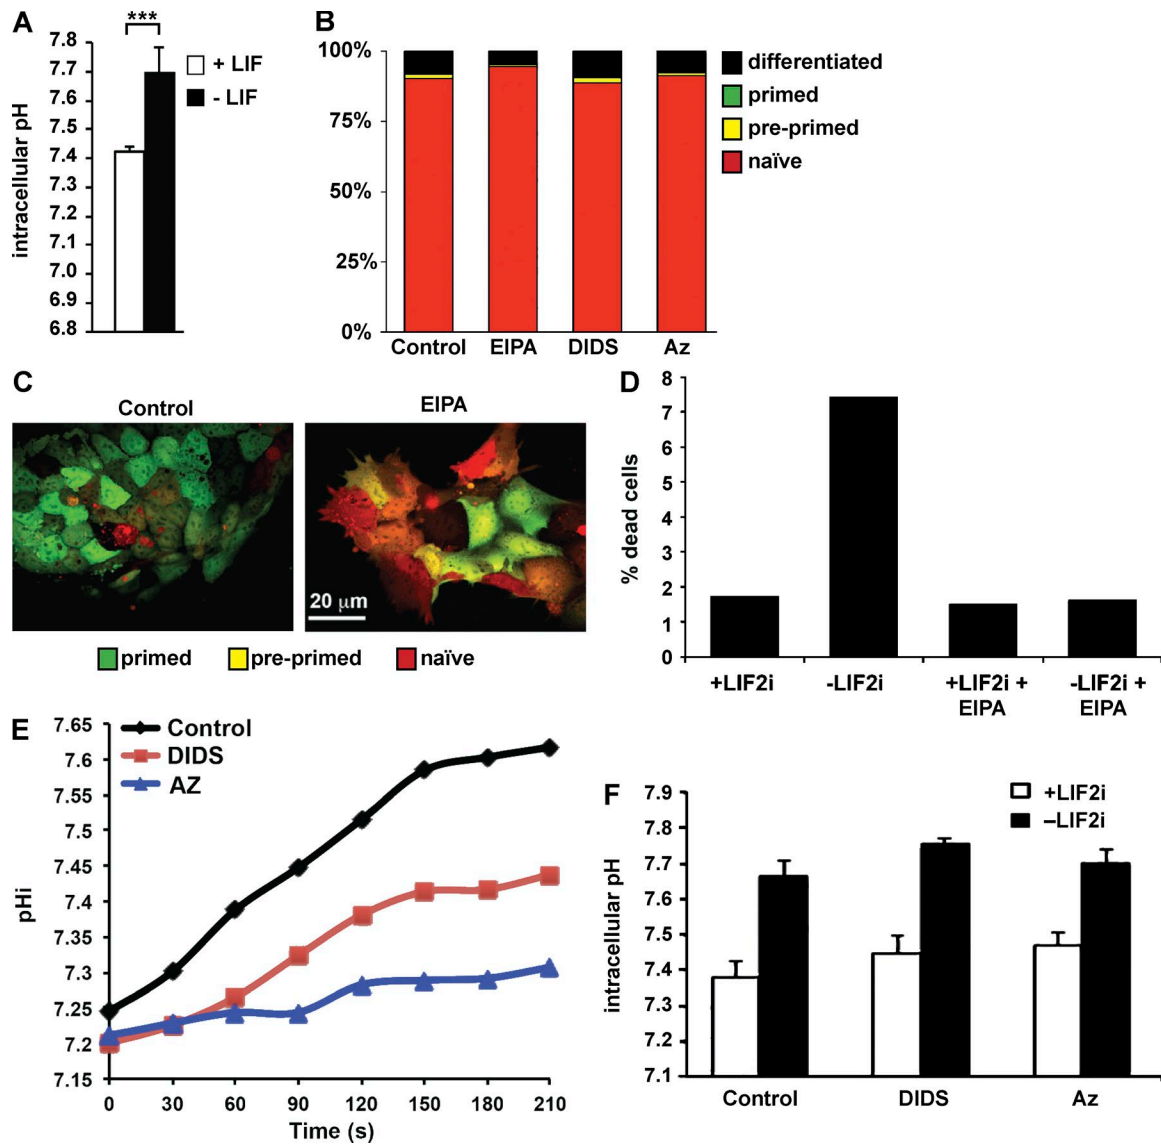 A
***
7.8
7.7
7.6
7.5
7.4
7.3
7.2
7.1
7.0
6.9
6.8
intracellular pH
+ LIF
- LIF
B
100%
75%
50%
25%
0%
Control EIPA DIDS Az
differentiated
primed
pre-primed
naïve
C
Control
EIPA
20 μm
primed pre-primed naïve
D
8
7
6
5
4
3
2
1
0
% dead cells
+LIF2i -LIF2i +LIF2i + -LIF2i +
EIPA EIPA
E
7.65
7.6
7.55
7.5
7.45
7.4
7.35
7.3
7.25
7.2
7.15
pHi
Control
DIDS
AZ
0 30 60 90 120 150 180 210
Time (s)
F
7.9
7.8
7.7
7.6
7.5
7.4
7.3
7.2
7.1
intracellular pH
+LIF2i
–LIF2i
Control DIDS Az